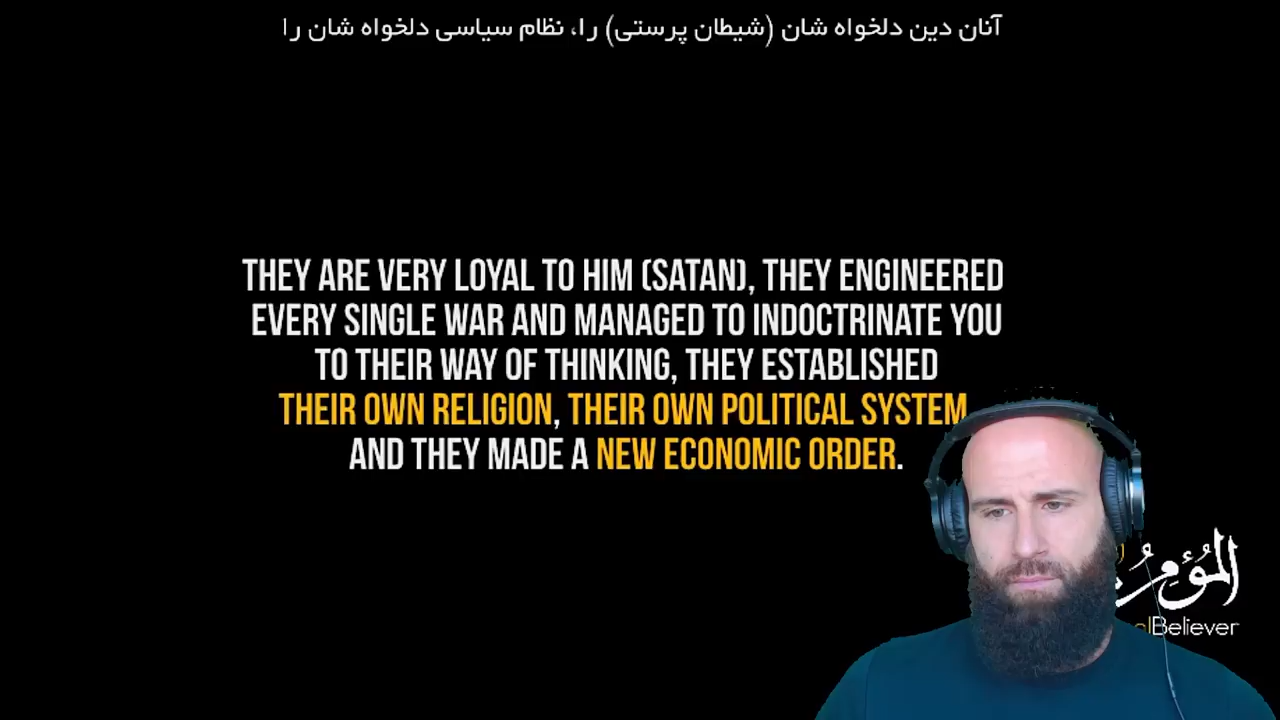 آنان دین دلخواه شان (شیطان پرستی) را، نظام سیاسی دلخواه شان را
THEY ARE VERY LOYAL TO HIM (SATAN), THEY ENGINEERED
EVERY SINGLE WAR AND MANAGED TO INDOCTRINATE YOU
TO THEIR WAY OF THINKING, THEY ESTABLISHED
THEIR OWN RELIGION, THEIR OWN POLITICAL SYSTEM
AND THEY MADE A NEW ECONOMIC ORDER.
Believer